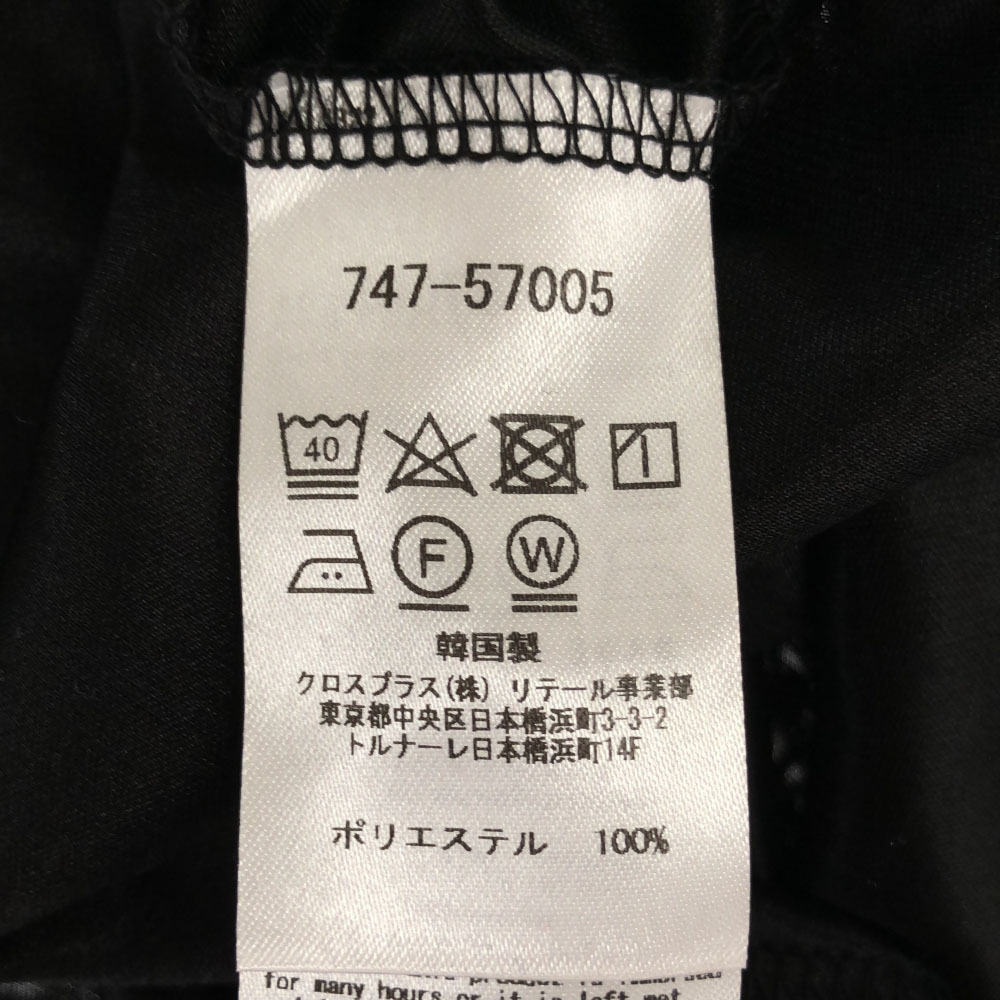 747-57005
40
F W
韓国製
クロスプラス(株) リテール事業部
東京都中央区日本橋浜町3-3-2
トルナーレ日本橋浜町14F
ポリエステル 100%
for many hours or it is left wet